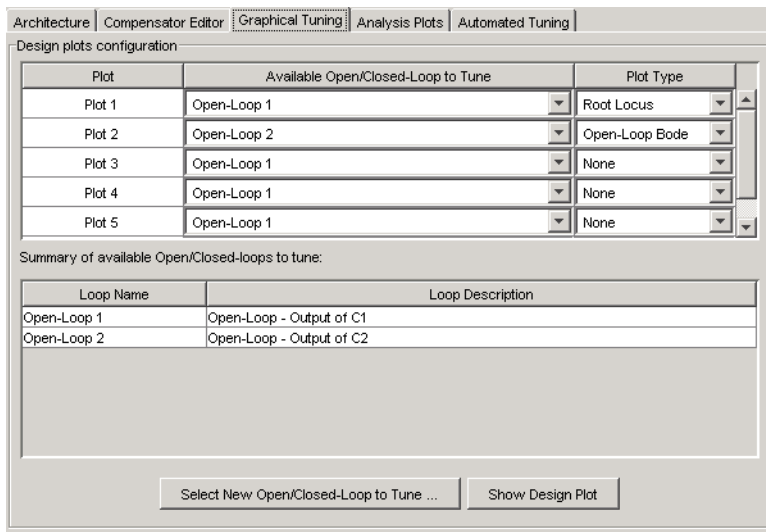 Architecture Compensator Editor Graphical Tuning Analysis Plots Automated Tuning
Design plots configuration
Plot Available Open/Closed-Loop to Tune Plot Type
Plot 1 Open-Loop 1 Root Locus
Plot 2 Open-Loop 2 Open-Loop Bode
Plot 3 Open-Loop 1 None
Plot 4 Open-Loop 1 None
Plot 5 Open-Loop 1 None
Summary of available Open/Closed-loops to tune:
Loop Name Loop Description
Open-Loop 1 Open-Loop - Output of C1
Open-Loop 2 Open-Loop - Output of C2
Select New Open/Closed-Loop to Tune ... Show Design Plot